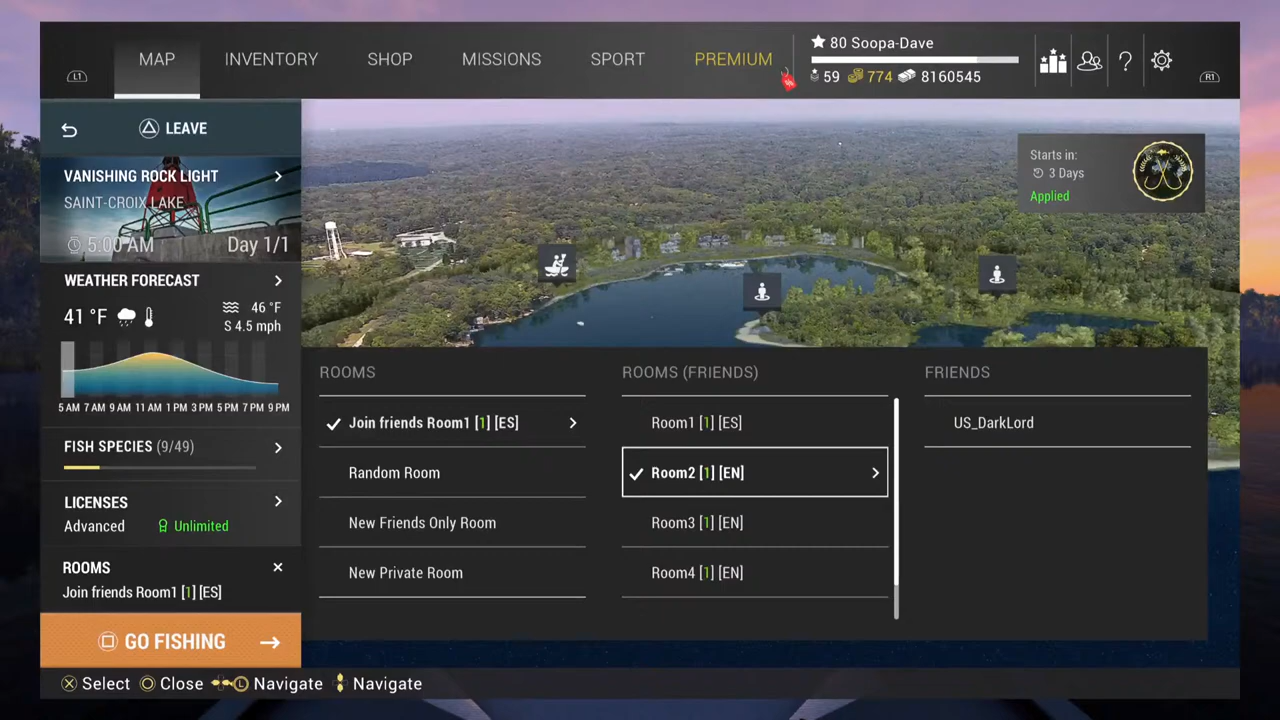 L1
MAP
INVENTORY
SHOP
MISSIONS
SPORT
PREMIUM
80 Soopa-Dave
59 774 8160545
?
R1
LEAVE
VANISHING ROCK LIGHT
SAINT-CROIX LAKE
5:00 AM Day 1/1
WEATHER FORECAST
41 °F
46 °F
S 4.5 mph
5 AM 7 AM 9 AM 11 AM 1 PM 3 PM 5 PM 7 PM 9 PM
FISH SPECIES (9/49)
LICENSES
Advanced Unlimited
ROOMS
Join friends Room1 [1] [ES]
GO FISHING
Starts in:
3 Days
Applied
ROOMS
Join friends Room1 [1] [ES]
Random Room
New Friends Only Room
New Private Room
ROOMS (FRIENDS)
Room1 [1] [ES]
Room2 [1] [EN]
Room3 [1] [EN]
Room4 [1] [EN]
FRIENDS
US_DarkLord
Select Close L Navigate Navigate